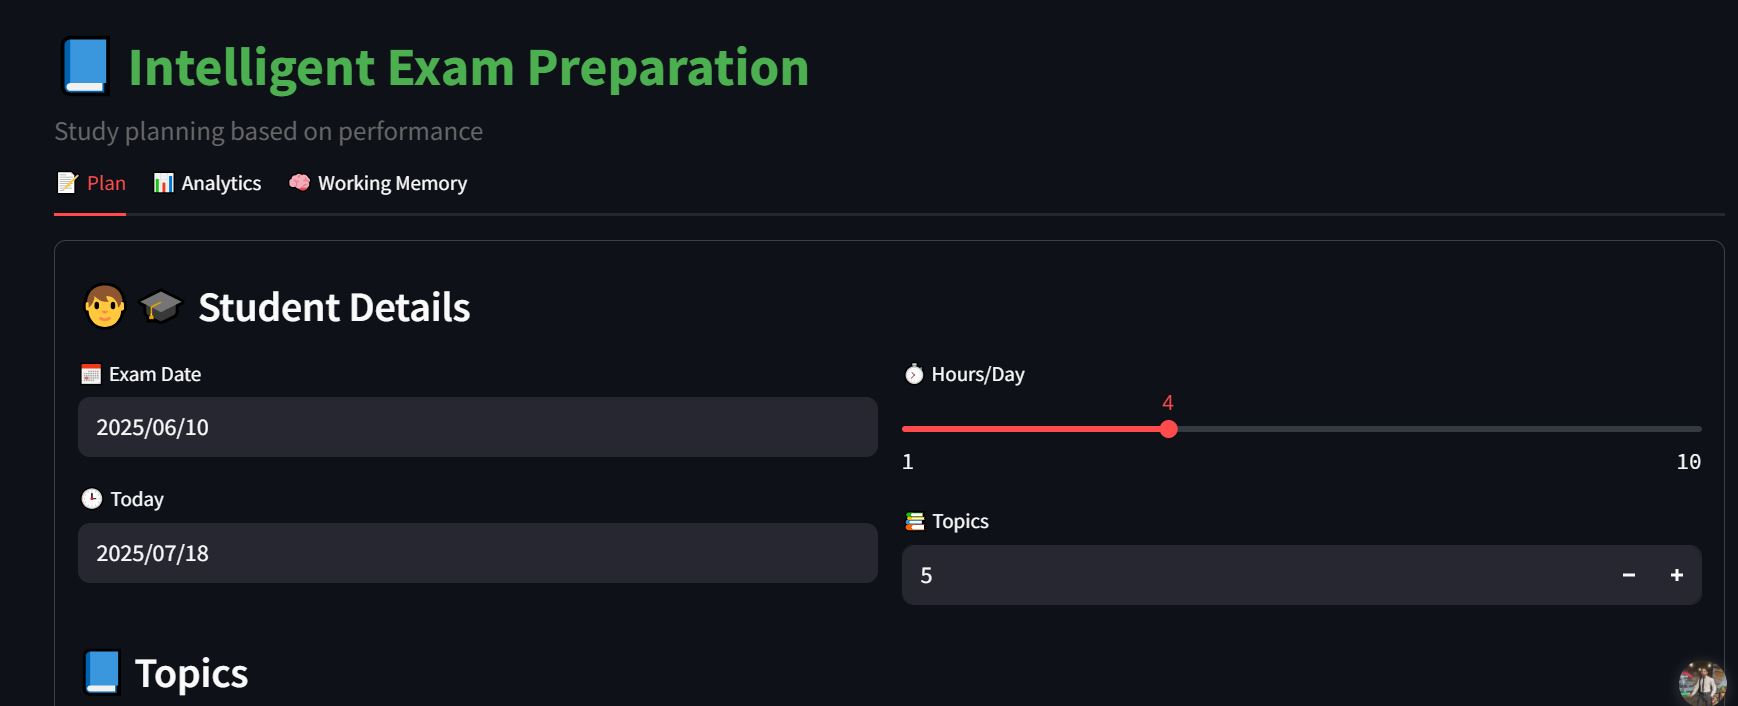 Intelligent Exam Preparation
Study planning based on performance
Plan Analytics Working Memory
Student Details
Exam Date
2025/06/10
Today
2025/07/18
Hours/Day
4
1 10
Topics
5 − +
Topics